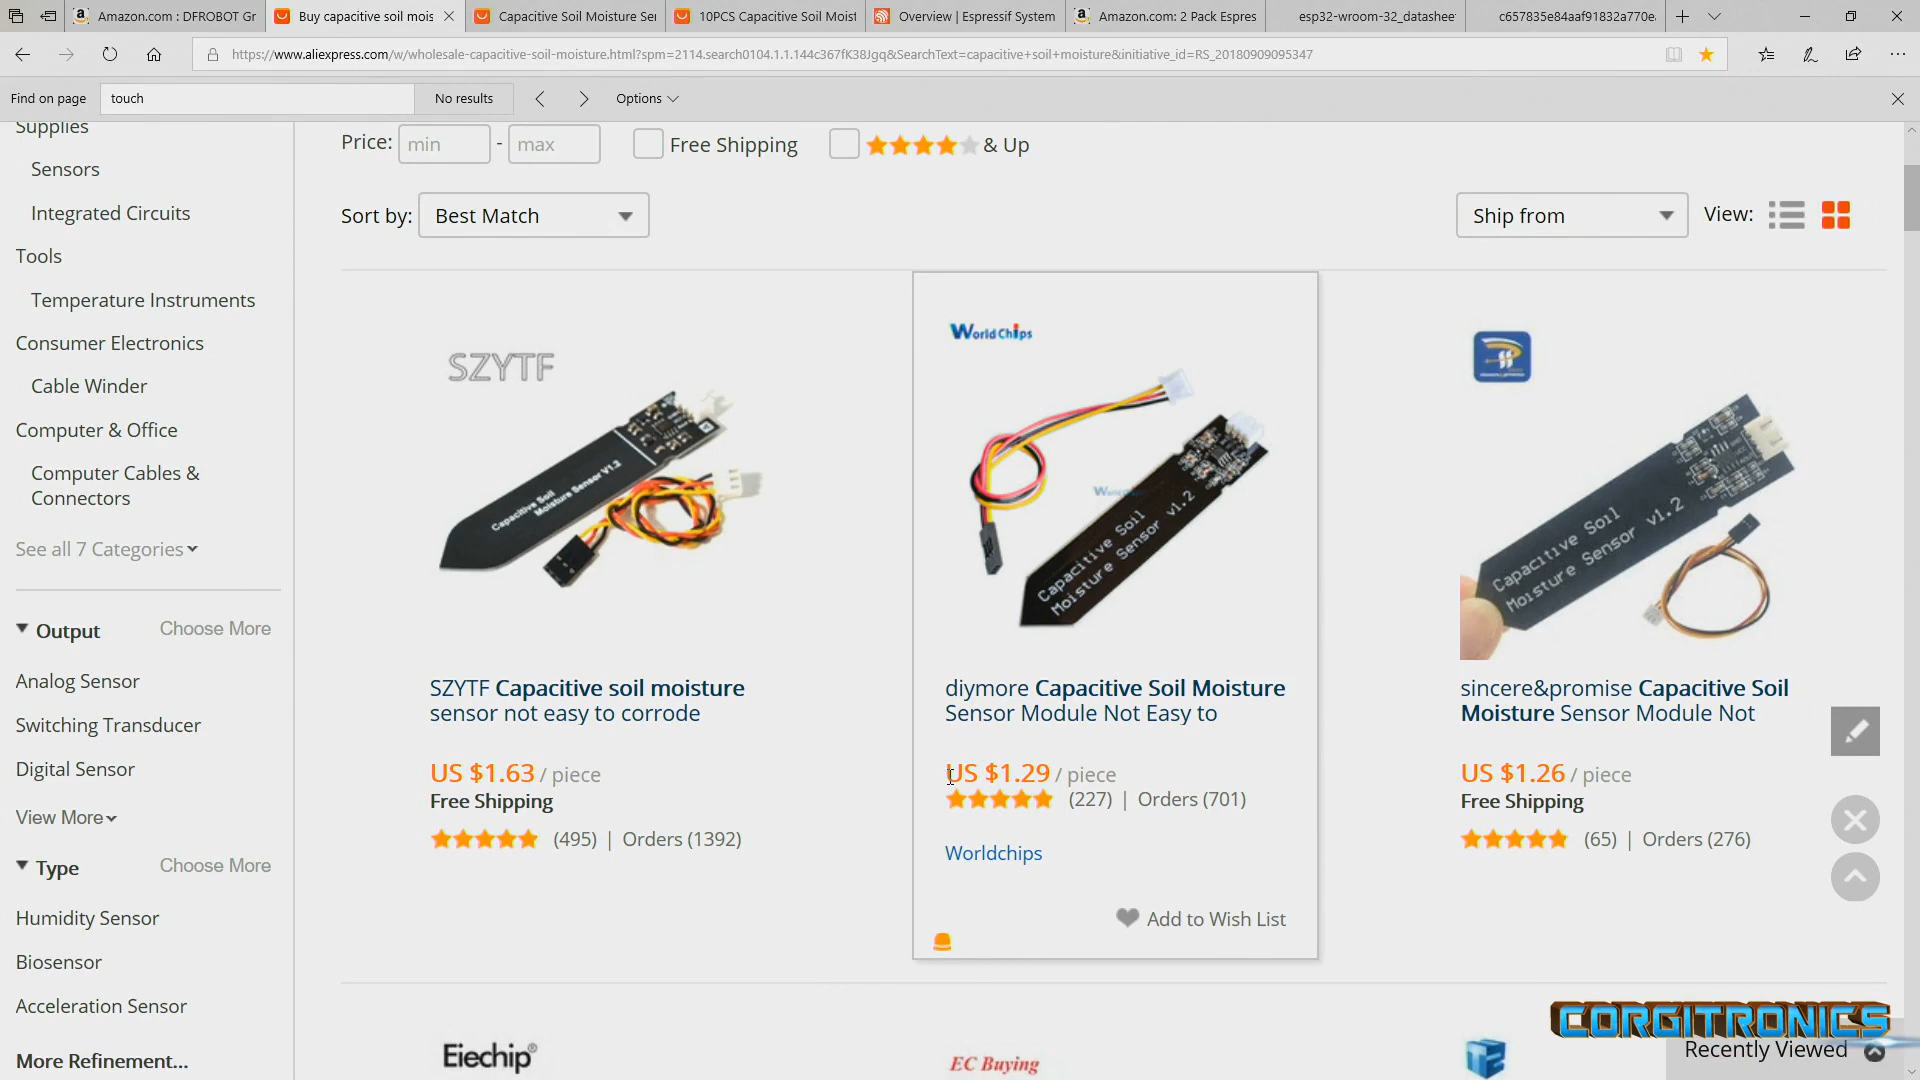 Amazon.com : DFROBOT Gr
Buy capacitive soil mois
Capacitive Soil Moisture Ser
10PCS Capacitive Soil Moist
Overview | Espressif System
Amazon.com: 2 Pack Espres
esp32-wroom-32_datashee
c657835e84aaf91832a770e
https://www.aliexpress.com/w/wholesale-capacitive-soil-moisture.html?spm=2114.search0104.1.1.144c367fK38Jgq&SearchText=capacitive+soil+moisture&initiative_id=RS_20180909095347
Find on page
touch
No results
Options
Supplies
Sensors
Integrated Circuits
Tools
Temperature Instruments
Consumer Electronics
Cable Winder
Computer & Office
Computer Cables &
Connectors
See all 7 Categories
Output
Choose More
Analog Sensor
Switching Transducer
Digital Sensor
View More
Type
Choose More
Humidity Sensor
Biosensor
Acceleration Sensor
More Refinement...
Price: min - max
Free Shipping
& Up
Sort by: Best Match
Ship from
View:
SZYTF
Capacitive Soil
Moisture Sensor V1.2
SZYTF Capacitive soil moisture
sensor not easy to corrode
US $1.63 / piece
Free Shipping
(495) | Orders (1392)
World Chips
Capacitive Soil
Moisture Sensor v1.2
diymore Capacitive Soil Moisture
Sensor Module Not Easy to
US $1.29 / piece
(227) | Orders (701)
Worldchips
Add to Wish List
Capacitive Soil
Moisture Sensor v1.2
sincere&promise Capacitive Soil
Moisture Sensor Module Not
US $1.26 / piece
Free Shipping
(65) | Orders (276)
Eiechip
EC Buying
CORGITRONICS
Recently Viewed